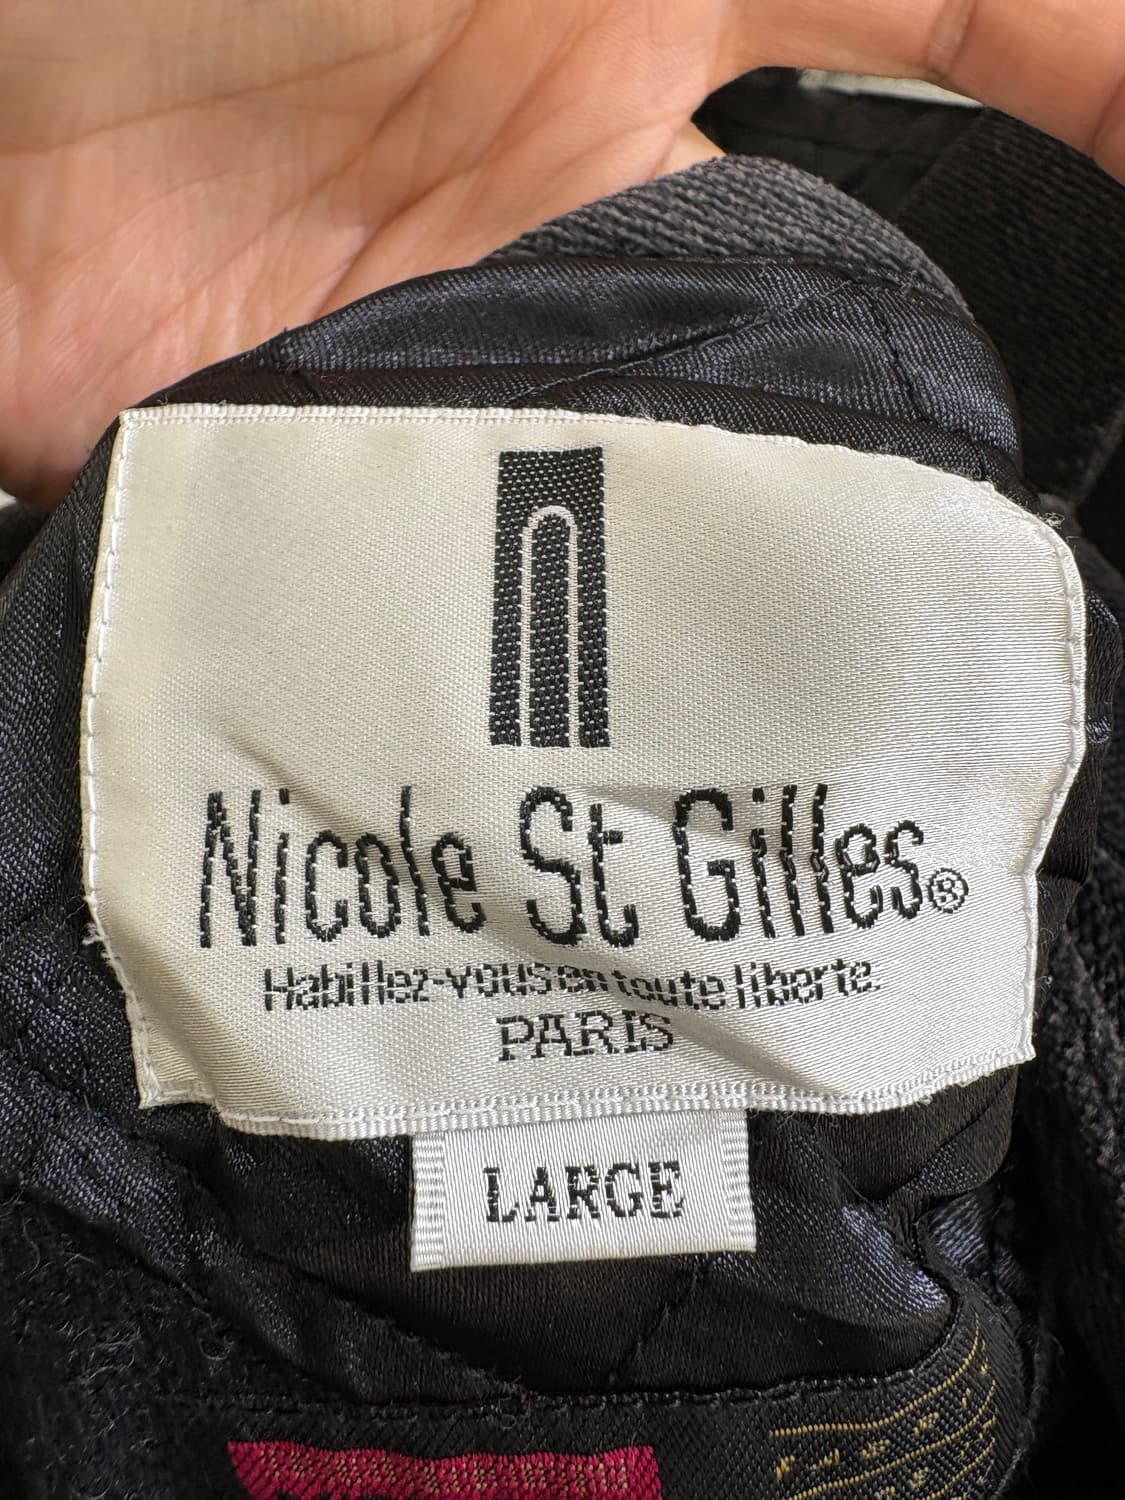 Nicole St Gilles®
Habillez-vous en toute liberte.
PARIS
LARGE